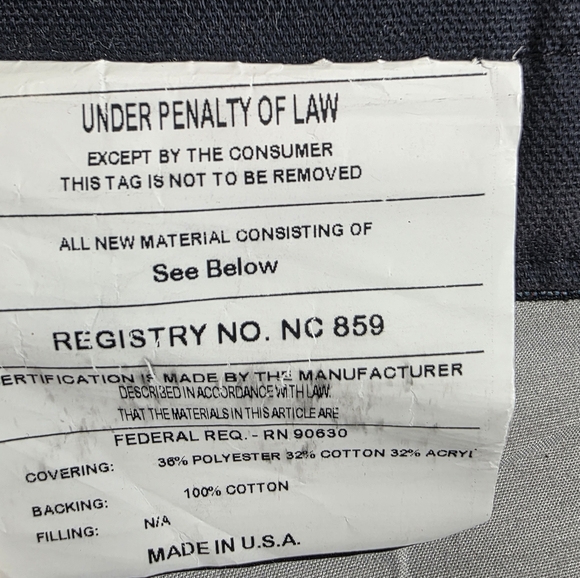 UNDER PENALTY OF LAW
EXCEPT BY THE CONSUMER
THIS TAG IS NOT TO BE REMOVED
ALL NEW MATERIAL CONSISTING OF
See Below
REGISTRY NO. NC 859
ERTIFICATION IS MADE BY THE MANUFACTURER
DESCRIBED IN ACCORDANCE WITH LAW.
THAT THE MATERIALS IN THIS ARTICLE ARE
FEDERAL REQ. - RN 90630
COVERING: 36% POLYESTER 32% COTTON 32% ACRYL
BACKING: 100% COTTON
FILLING: N/A
MADE IN U.S.A.